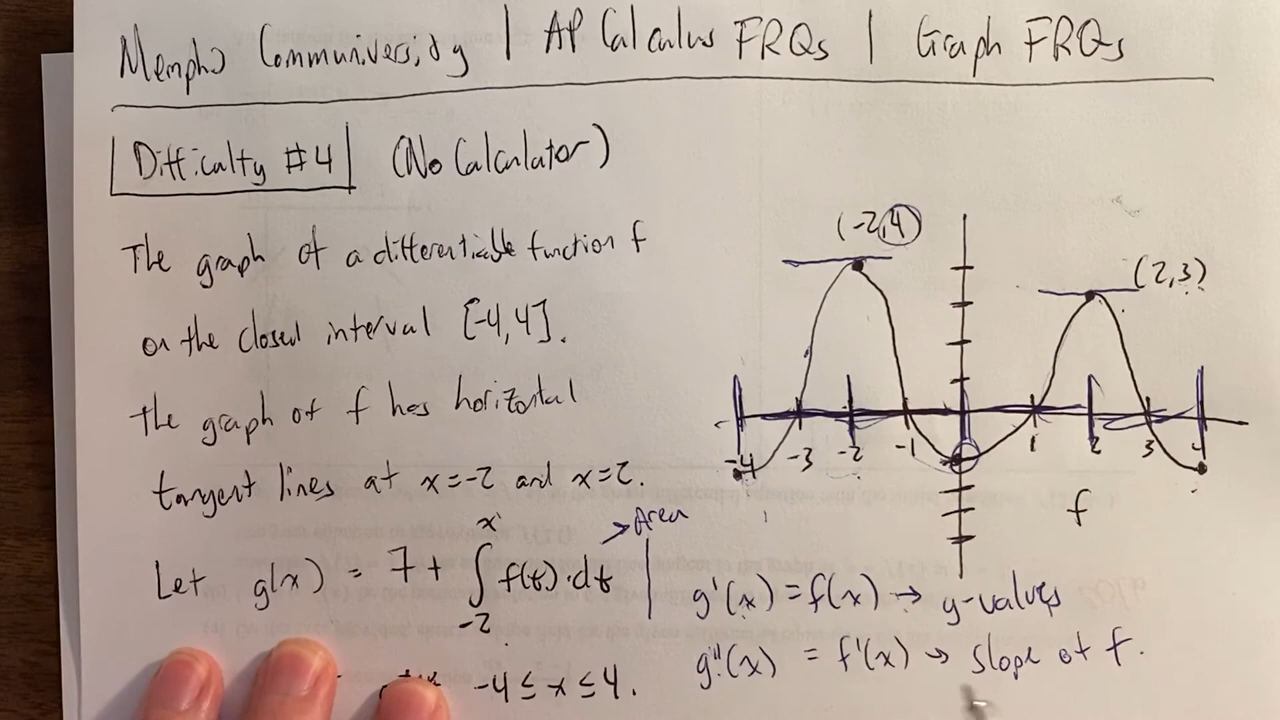 Mempho Communiversidy | AP Calculus FRQs | Graph FRQs
Difficulty #4 (No Calculator)
The graph of a differentiable function f
on the closed interval [-4,4].
The graph of f has horizontal
tangent lines at x=-2 and x=2.
Let g(x) = 7 + ∫_{-2}^{x} f(t)·dt
→ Area
-4 ≤ x ≤ 4.
(-2,4)
(2,3)
-4 -3 -2 -1 1 2 3 4
f
g'(x) = f(x) → y-values
g''(x) = f'(x) → slope of f.